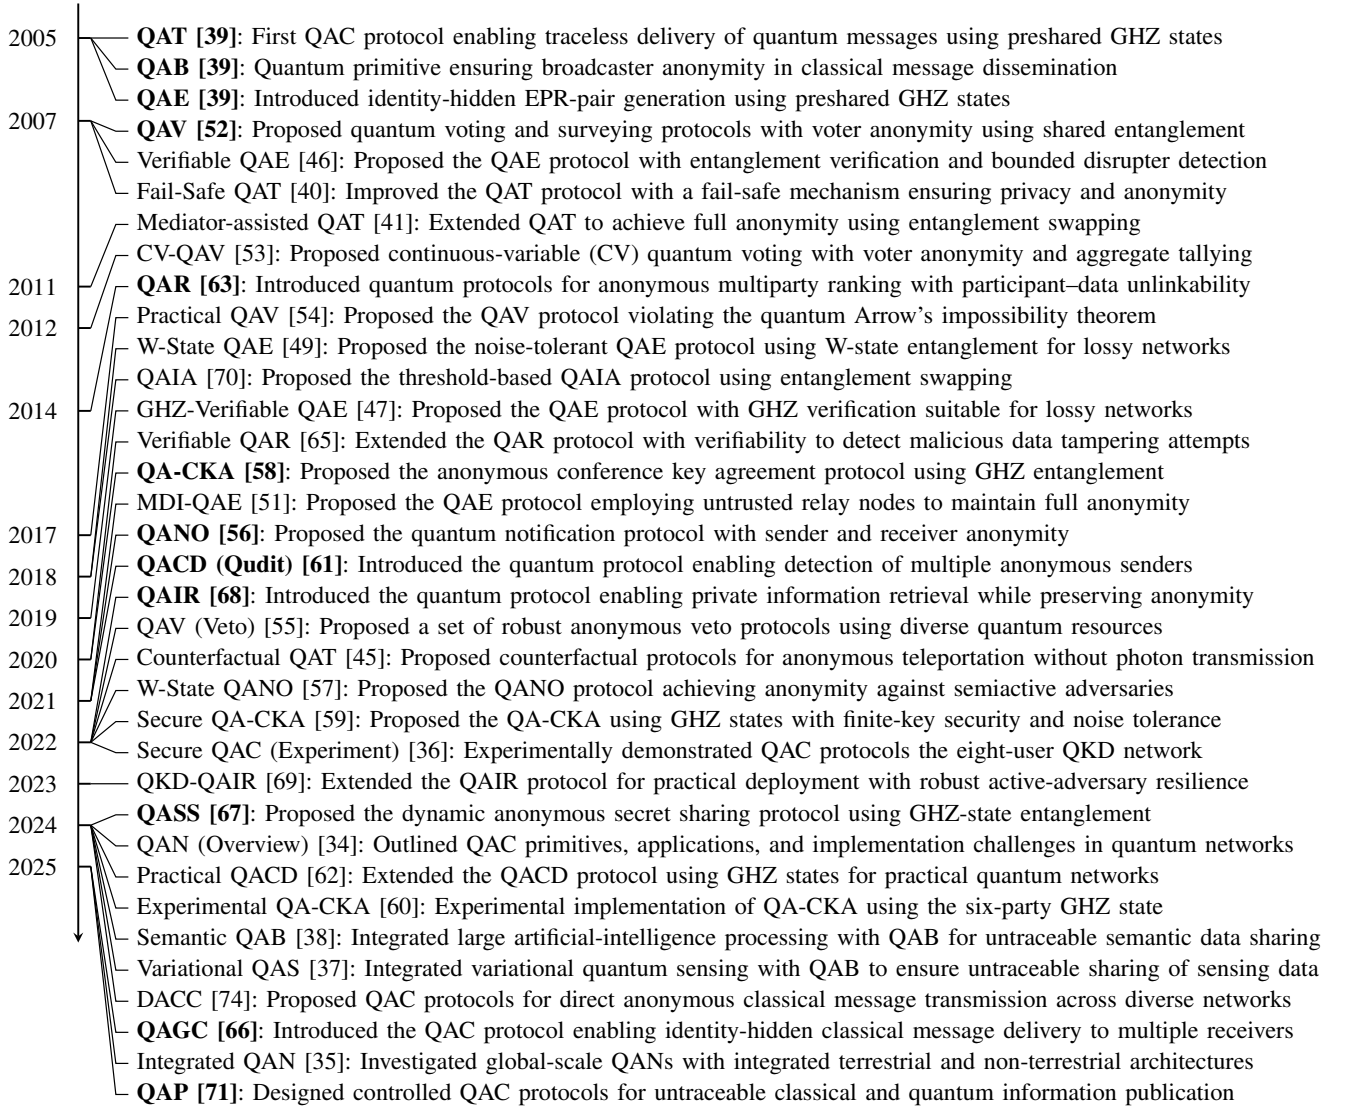 2005 QAT [39]: First QAC protocol enabling traceless delivery of quantum messages using preshared GHZ states
QAB [39]: Quantum primitive ensuring broadcaster anonymity in classical message dissemination
QAE [39]: Introduced identity-hidden EPR-pair generation using preshared GHZ states
2007 QAV [52]: Proposed quantum voting and surveying protocols with voter anonymity using shared entanglement
Verifiable QAE [46]: Proposed the QAE protocol with entanglement verification and bounded disrupter detection
Fail-Safe QAT [40]: Improved the QAT protocol with a fail-safe mechanism ensuring privacy and anonymity
Mediator-assisted QAT [41]: Extended QAT to achieve full anonymity using entanglement swapping
CV-QAV [53]: Proposed continuous-variable (CV) quantum voting with voter anonymity and aggregate tallying
2011 QAR [63]: Introduced quantum protocols for anonymous multiparty ranking with participant–data unlinkability
2012 Practical QAV [54]: Proposed the QAV protocol violating the quantum Arrow's impossibility theorem
W-State QAE [49]: Proposed the noise-tolerant QAE protocol using W-state entanglement for lossy networks
QAIA [70]: Proposed the threshold-based QAIA protocol using entanglement swapping
2014 GHZ-Verifiable QAE [47]: Proposed the QAE protocol with GHZ verification suitable for lossy networks
Verifiable QAR [65]: Extended the QAR protocol with verifiability to detect malicious data tampering attempts
QA-CKA [58]: Proposed the anonymous conference key agreement protocol using GHZ entanglement
MDI-QAE [51]: Proposed the QAE protocol employing untrusted relay nodes to maintain full anonymity
2017 QANO [56]: Proposed the quantum notification protocol with sender and receiver anonymity
2018 QACD (Qudit) [61]: Introduced the quantum protocol enabling detection of multiple anonymous senders
QAIR [68]: Introduced the quantum protocol enabling private information retrieval while preserving anonymity
2019 QAV (Veto) [55]: Proposed a set of robust anonymous veto protocols using diverse quantum resources
2020 Counterfactual QAT [45]: Proposed counterfactual protocols for anonymous teleportation without photon transmission
2021 W-State QANO [57]: Proposed the QANO protocol achieving anonymity against semiactive adversaries
Secure QA-CKA [59]: Proposed the QA-CKA using GHZ states with finite-key security and noise tolerance
2022 Secure QAC (Experiment) [36]: Experimentally demonstrated QAC protocols the eight-user QKD network
2023 QKD-QAIR [69]: Extended the QAIR protocol for practical deployment with robust active-adversary resilience
2024 QASS [67]: Proposed the dynamic anonymous secret sharing protocol using GHZ-state entanglement
QAN (Overview) [34]: Outlined QAC primitives, applications, and implementation challenges in quantum networks
2025 Practical QACD [62]: Extended the QACD protocol using GHZ states for practical quantum networks
Experimental QA-CKA [60]: Experimental implementation of QA-CKA using the six-party GHZ state
Semantic QAB [38]: Integrated large artificial-intelligence processing with QAB for untraceable semantic data sharing
Variational QAS [37]: Integrated variational quantum sensing with QAB to ensure untraceable sharing of sensing data
DACC [74]: Proposed QAC protocols for direct anonymous classical message transmission across diverse networks
QAGC [66]: Introduced the QAC protocol enabling identity-hidden classical message delivery to multiple receivers
Integrated QAN [35]: Investigated global-scale QANs with integrated terrestrial and non-terrestrial architectures
QAP [71]: Designed controlled QAC protocols for untraceable classical and quantum information publication